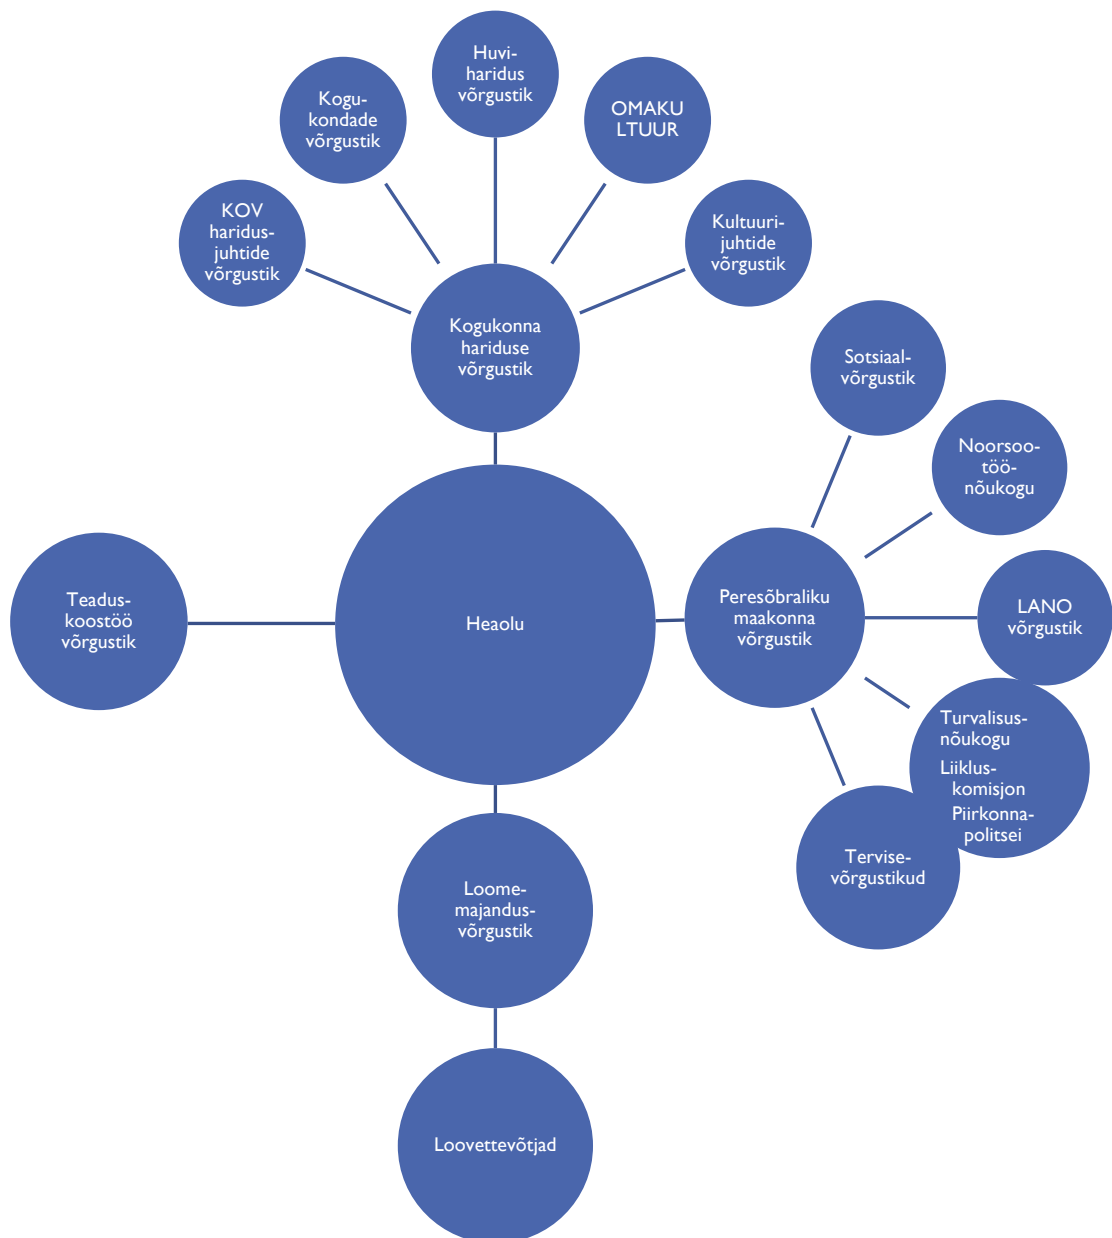 Huvi-
haridus
võrgustik
Kogu-
kondade
võrgustik
OMAKU
LTUUR
KOV
haridus-
juhtide
võrgustik
Kultuuri-
juhtide
võrgustik
Kogukonna
hariduse
võrgustik
Sotsiaal-
võrgustik
Noorsoo-
töö-
nõukogu
Teadus-
koostöö
võrgustik
Heaolu
Peresõbraliku
maakonna
võrgustik
LANO
võrgustik
Turvalisus-
nõukogu
Liiklus-
komisjon
Piirkonna-
politsei
Tervise-
võrgustikud
Loome-
majandus-
võrgustik
Loovettevõtjad